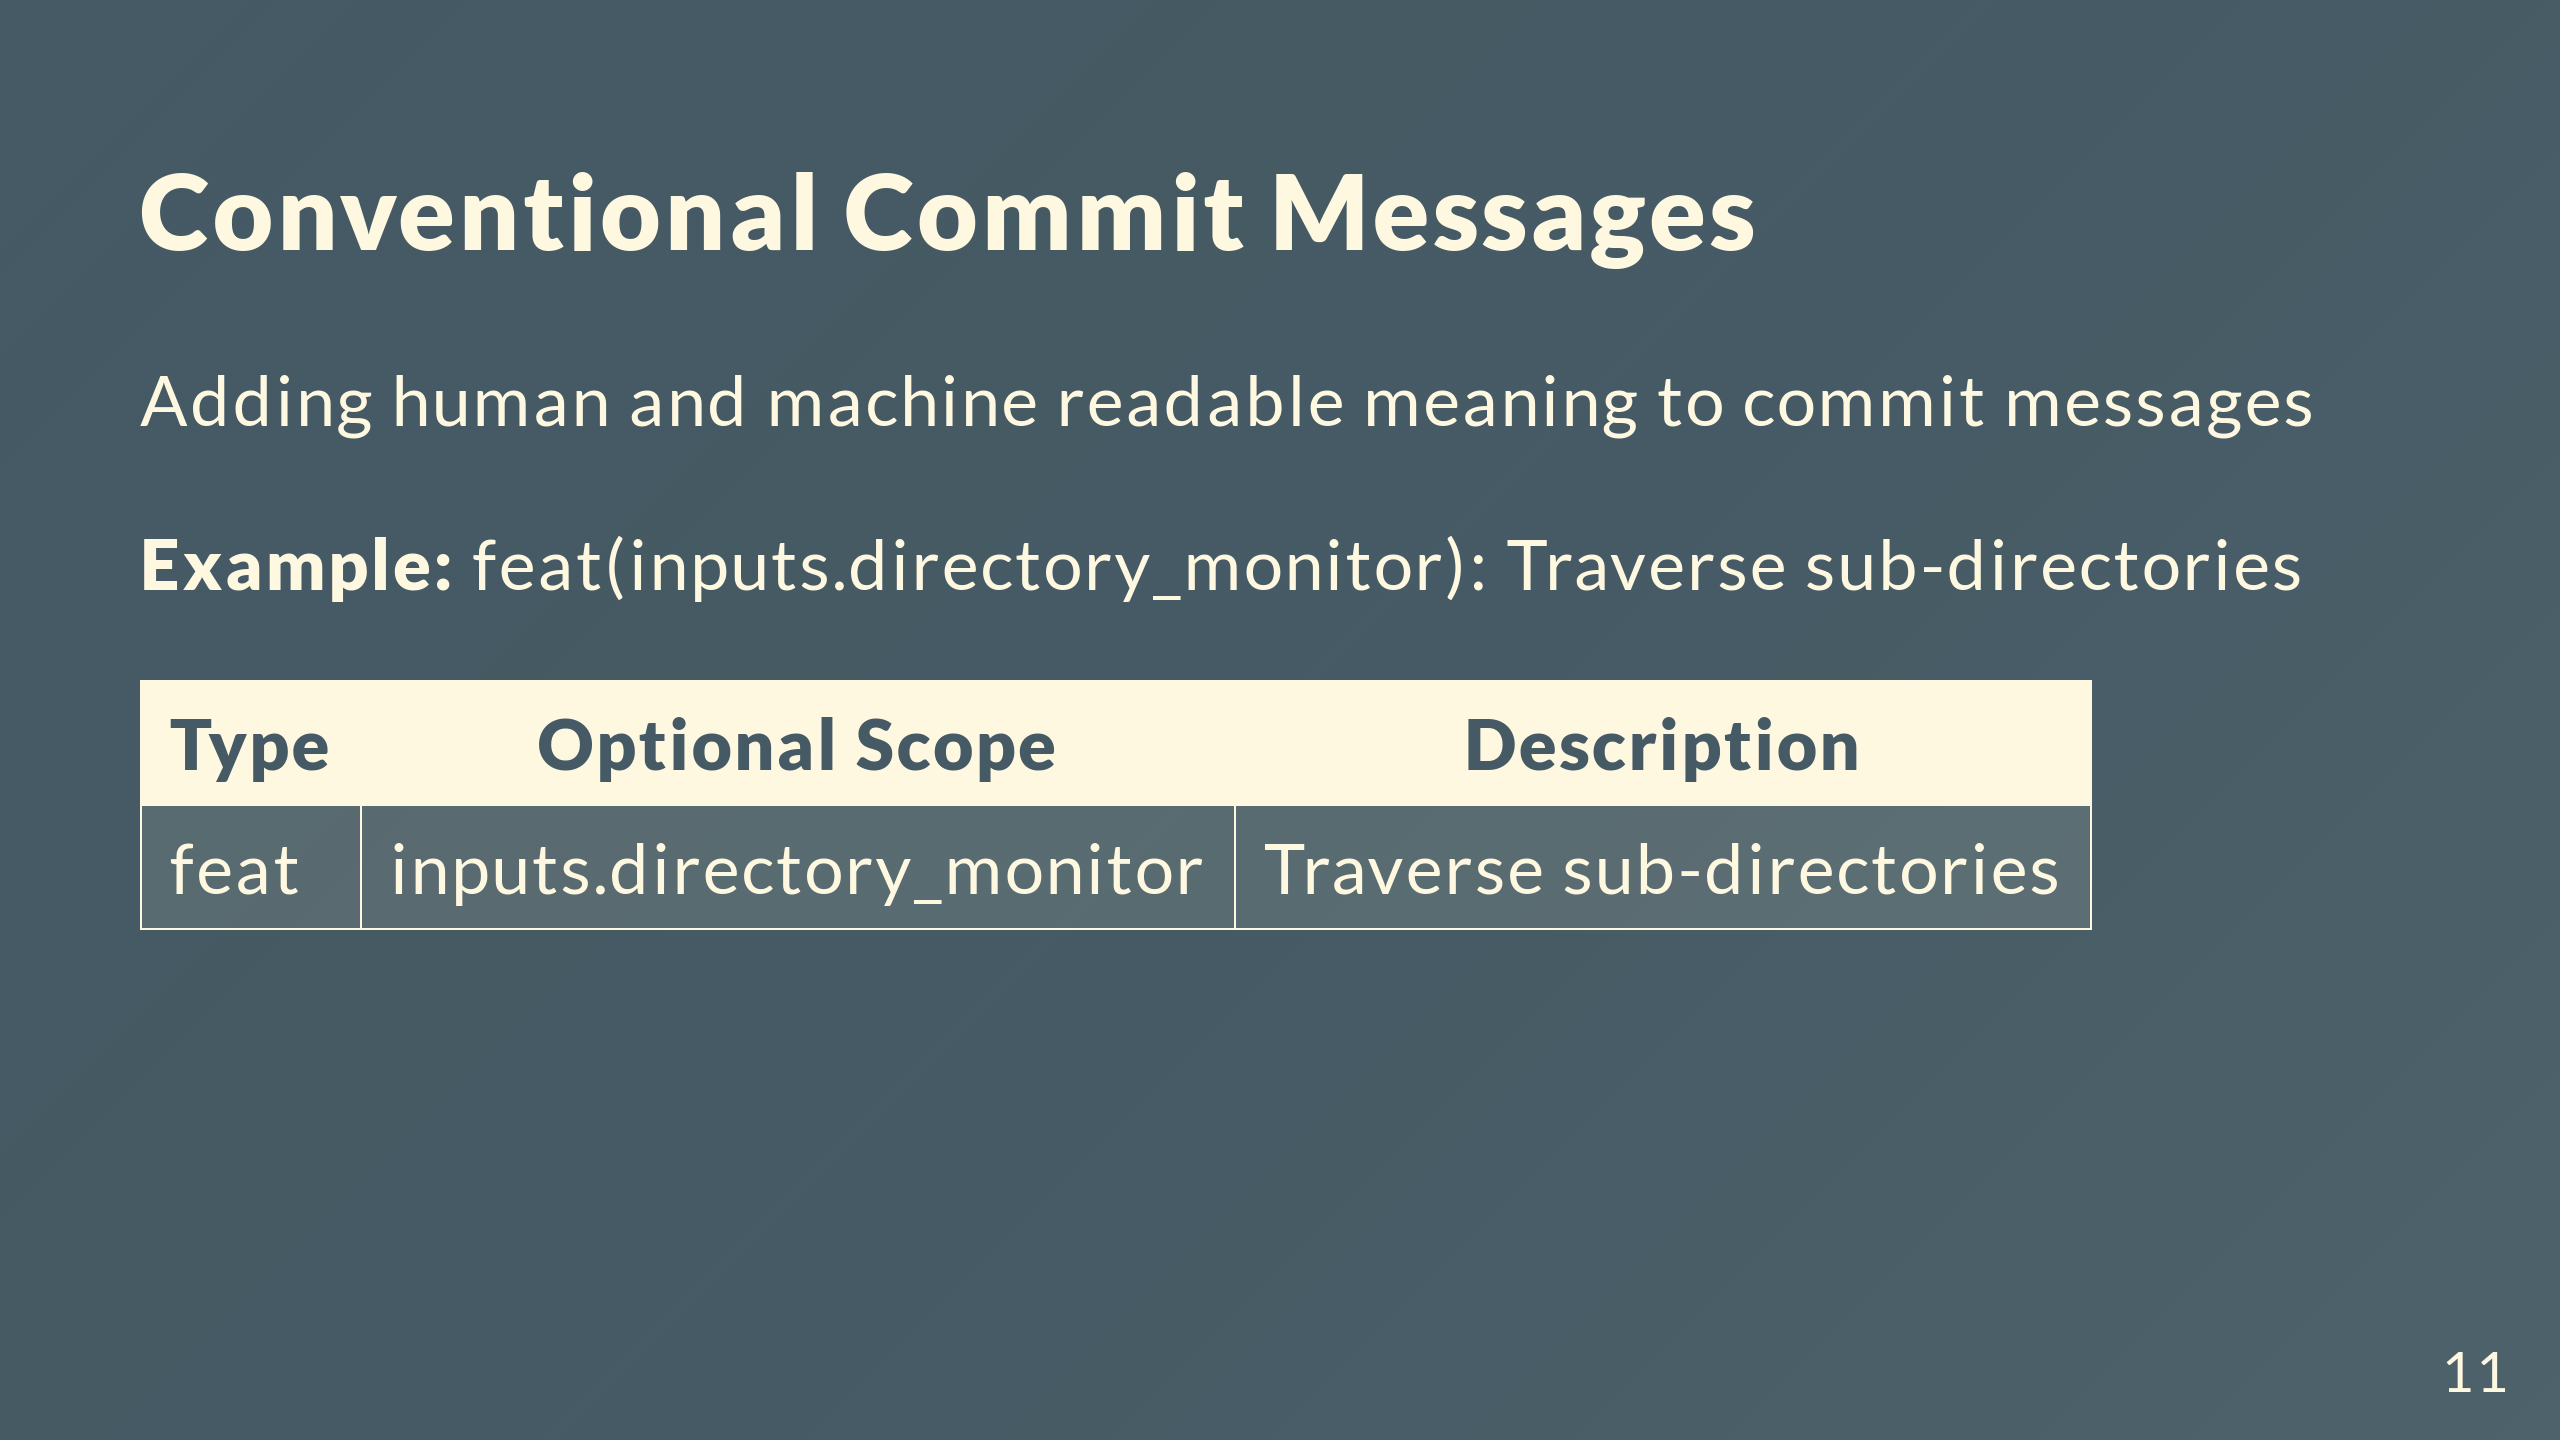 Conventional Commit Messages
Adding human and machine readable meaning to commit messages
Example: feat(inputs.directory_monitor): Traverse sub-directories
Type Optional Scope Description
feat inputs.directory_monitor Traverse sub-directories
11